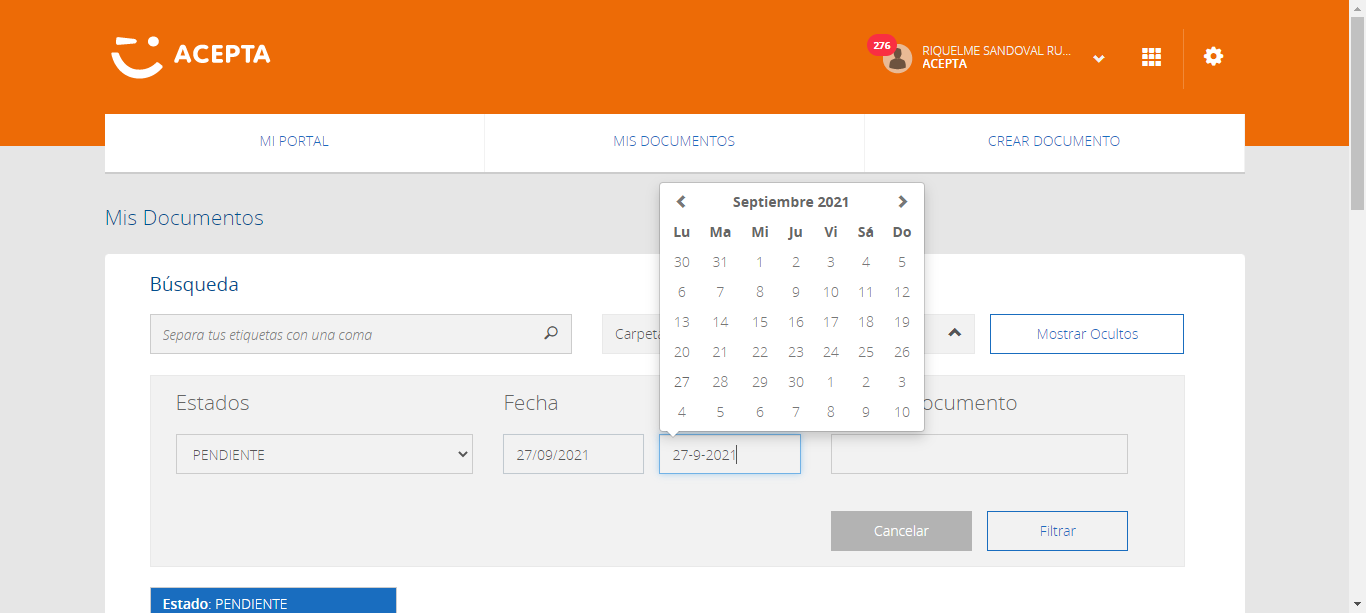 ACEPTA
276
RIQUELME SANDOVAL RU...
ACEPTA
MI PORTAL
MIS DOCUMENTOS
CREAR DOCUMENTO
Mis Documentos
Septiembre 2021
Lu Ma Mi Ju Vi Sá Do
30 31 1 2 3 4 5
6 7 8 9 10 11 12
13 14 15 16 17 18 19
20 21 22 23 24 25 26
27 28 29 30 1 2 3
4 5 6 7 8 9 10
Búsqueda
Separa tus etiquetas con una coma
Mostrar Ocultos
Estados
Fecha
PENDIENTE
27/09/2021
27-9-2021
Cancelar
Filtrar
Estado: PENDIENTE